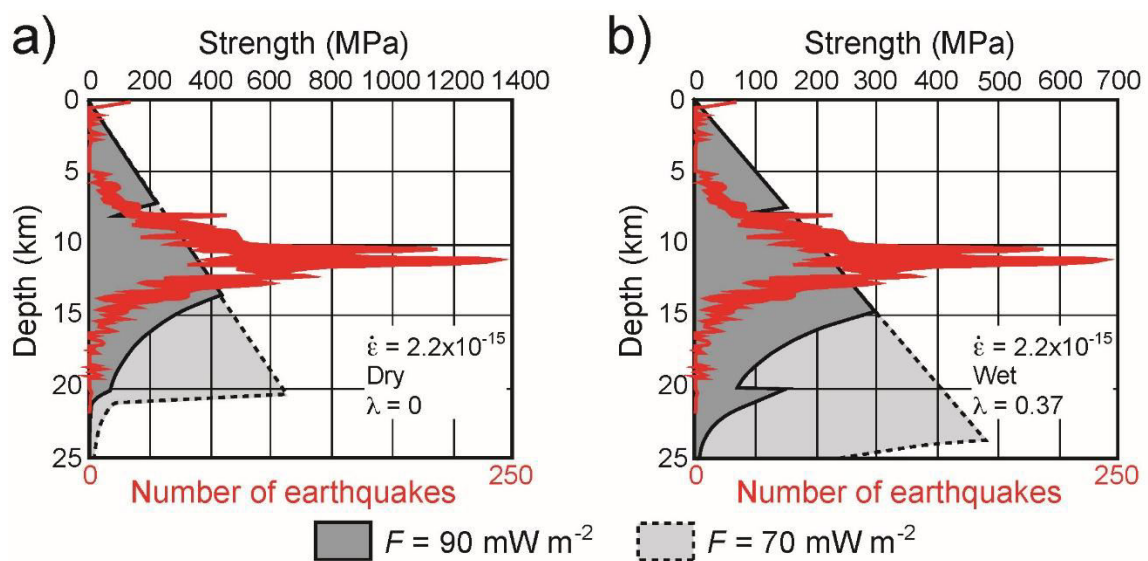 a)
Strength (MPa)
0 200 400 600 800 1000 1200 1400
Depth (km)
0
5
10
15
20
25
ε̇ = 2.2x10⁻¹⁵
Dry
λ = 0
0 250
Number of earthquakes
b)
Strength (MPa)
0 100 200 300 400 500 600 700
Depth (km)
0
5
10
15
20
25
ε̇ = 2.2x10⁻¹⁵
Wet
λ = 0.37
0 250
Number of earthquakes
F = 90 mW m⁻²
F = 70 mW m⁻²